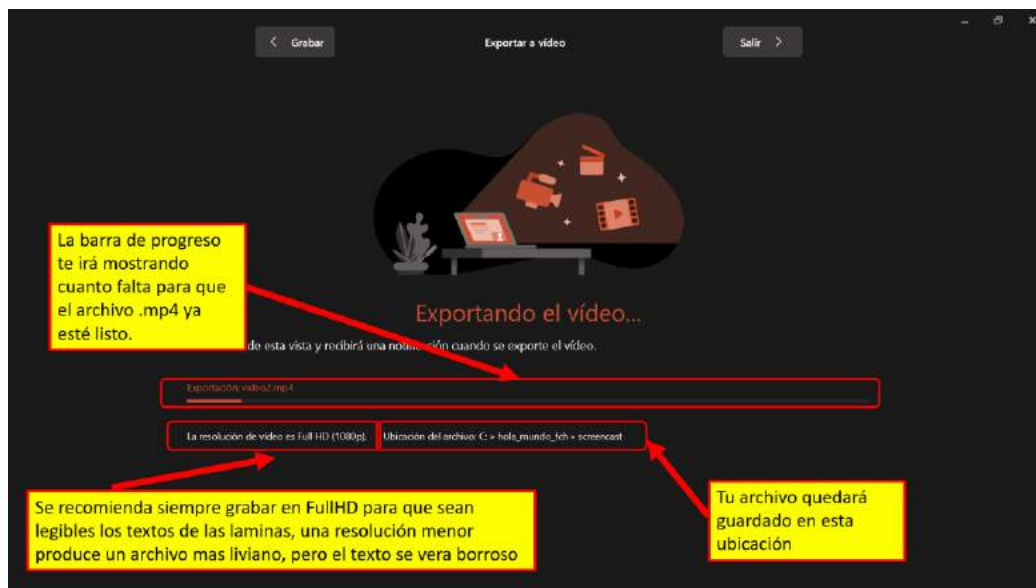 Grabar
Exportar a vídeo
Salir
La barra de progreso
te irá mostrando
cuanto falta para que
el archivo .mp4 ya
esté listo.
Exportando el vídeo...
de esta vista y recibirá una notificación cuando se exporte el vídeo.
Exportación: video2.mp4
La resolución de vídeo es Full HD (1080p).
Ubicación del archivo: C: » hola_mundo_fch » screencast
Se recomienda siempre grabar en FullHD para que sean
legibles los textos de las laminas, una resolución menor
produce un archivo mas liviano, pero el texto se vera borroso
Tu archivo quedará
guardado en esta
ubicación